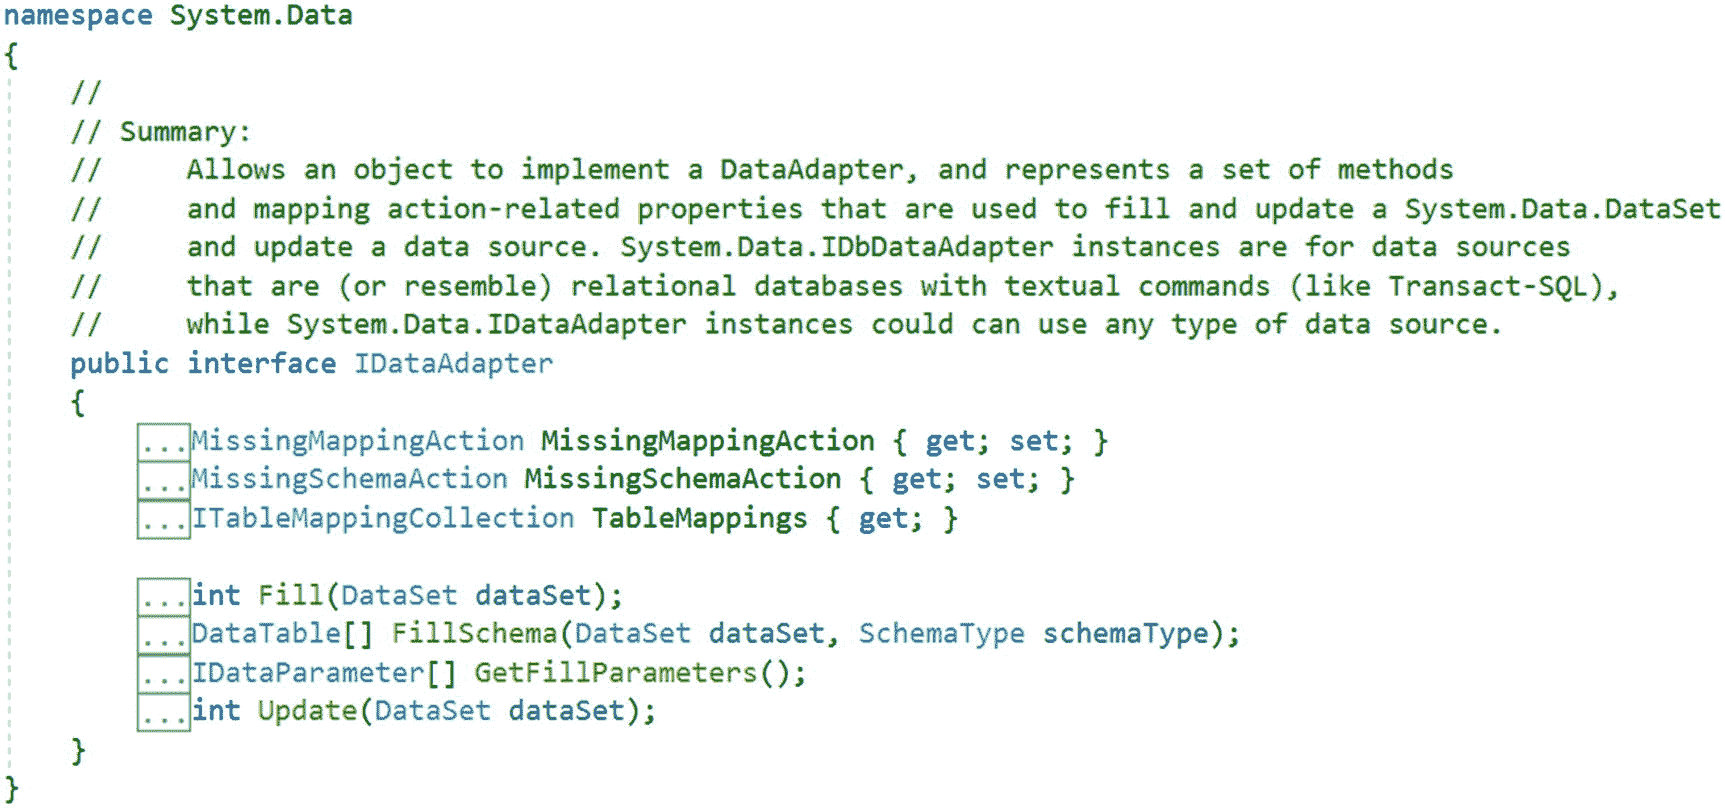 namespace System.Data
{
//
// Summary:
// Allows an object to implement a DataAdapter, and represents a set of methods
// and mapping action-related properties that are used to fill and update a System.Data.DataSet
// and update a data source. System.Data.IDbDataAdapter instances are for data sources
// that are (or resemble) relational databases with textual commands (like Transact-SQL),
// while System.Data.IDataAdapter instances could can use any type of data source.
public interface IDataAdapter
{
...MissingMappingAction MissingMappingAction { get; set; }
...MissingSchemaAction MissingSchemaAction { get; set; }
...ITableMappingCollection TableMappings { get; }
...int Fill(DataSet dataSet);
...DataTable[] FillSchema(DataSet dataSet, SchemaType schemaType);
...IDataParameter[] GetFillParameters();
...int Update(DataSet dataSet);
}
}